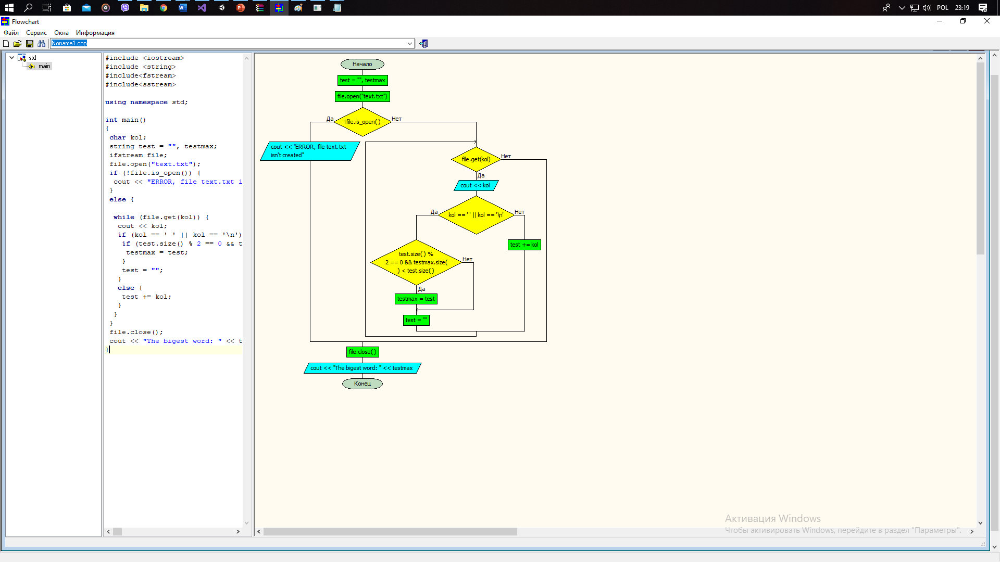 POL 23:19
Flowchart
Файл Сервис Окна Информация
Noname1.cpp
std
main
#include <iostream>
#include <string>
#include<fstream>
#include<sstream>
using namespace std;
int main()
{
char kol;
string test = "", testmax;
ifstream file;
file.open("text.txt");
if (!file.is_open()) {
cout << "ERROR, file text.txt i
}
else {
while (file.get(kol)) {
cout << kol;
if (kol == ' ' || kol == '\n')
if (test.size() % 2 == 0 && t
testmax = test;
}
test = "";
}
else {
test += kol;
}
}
}
file.close();
cout << "The bigest word: " << t
}
Начало
test = "", testmax
file.open("text.txt")
Да
!file.is_open( )
Нет
cout << "ERROR, file text.txt
isn't created"
file.get(kol)
Нет
Да
cout << kol
Да
kol == ' ' || kol == '\n'
Нет
test += kol
test.size( ) %
2 == 0 && testmax.size(
) < test.size( )
Нет
Да
testmax = test
test = ""
file.close( )
cout << "The bigest word: " << testmax
Конец
Активация Windows
Чтобы активировать Windows, перейдите в раздел "Параметры".